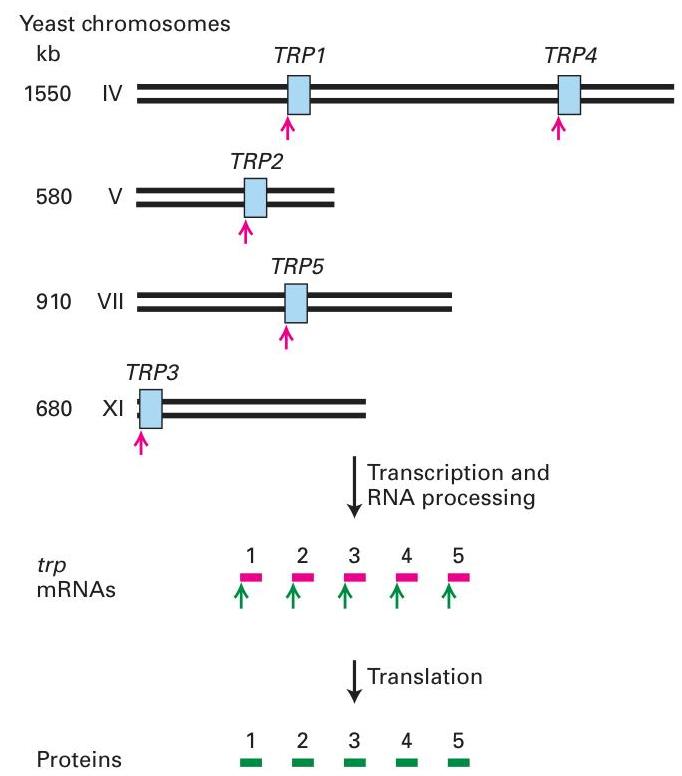 Yeast chromosomes
kb
TRP1 TRP4
1550 IV
TRP2
580 V
TRP5
910 VII
TRP3
680 XI
Transcription and
RNA processing
1 2 3 4 5
trp
mRNAs
Translation
1 2 3 4 5
Proteins